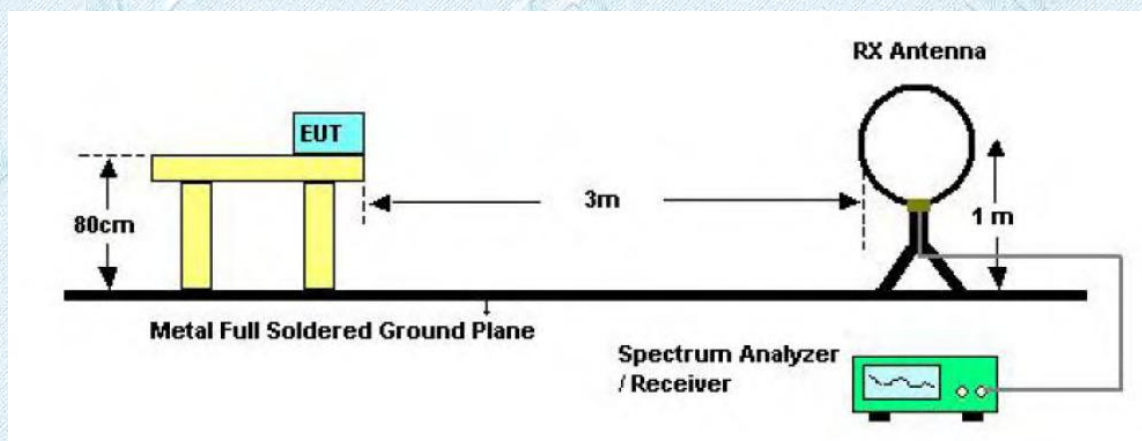 RX Antenna
EUT
80cm
3m
1 m
Metal Full Soldered Ground Plane
Spectrum Analyzer
/ Receiver